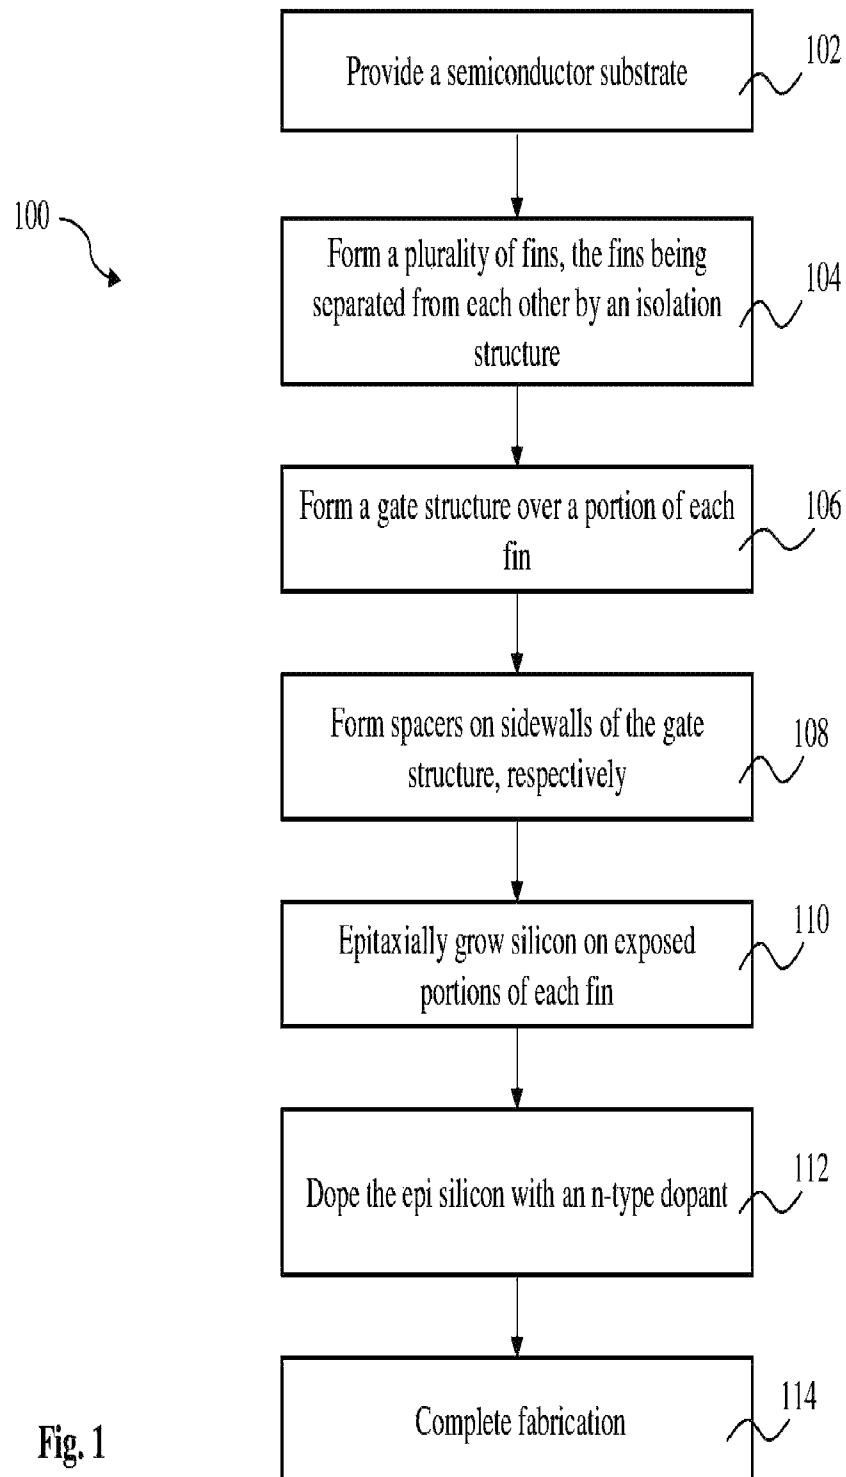 Provide a semiconductor substrate
102
100
Form a plurality of fins, the fins being
separated from each other by an isolation
structure
104
Form a gate structure over a portion of each
fin
106
Form spacers on sidewalls of the gate
structure, respectively
108
Epitaxially grow silicon on exposed
portions of each fin
110
Dope the epi silicon with an n-type dopant
112
Complete fabrication
114
Fig. 1